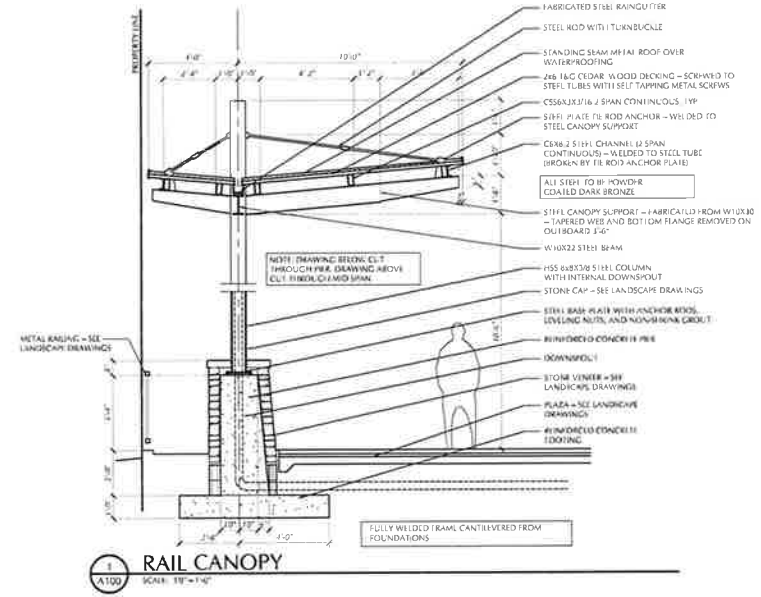 PROPERTY LINE
FABRICATED STEEL RAINGUTTER
STEEL ROD WITH TURNBUCKLE
STANDING SEAM METAL ROOF OVER
WATERPROOFING
2x6 T&G CEDAR WOOD DECKING – SCREWED TO
STEEL TUBES WITH SELF TAPPING METAL SCREWS
2 SPAN CONTINUOUS, TYP
STEEL PLATE TIE ROD ANCHOR – WELDED TO
STEEL CANOPY SUPPORT
C6X8.2 STEEL CHANNEL (2 SPAN
CONTINUOUS) – WELDED TO STEEL TUBE
(BROKEN BY TIE ROD ANCHOR PLATE)
ALL STEEL TO BE POWDER
COATED DARK BRONZE
STEEL CANOPY SUPPORT – FABRICATED FROM W10X30
– TAPERED WEB AND BOTTOM FLANGE REMOVED ON
OUTBOARD 3'-6"
W10X22 STEEL BEAM
NOTE: DRAWING BELOW CUT
THROUGH PIER. DRAWING ABOVE
CUT THROUGH MID SPAN.
HSS 8x8X3/8 STEEL COLUMN
WITH INTERNAL DOWNSPOUT
STONE CAP – SEE LANDSCAPE DRAWINGS
STEEL BASE PLATE WITH ANCHOR RODS,
LEVELING NUTS, AND NON-SHRINK GROUT
METAL RAILING – SEE
LANDSCAPE DRAWINGS
REINFORCED CONCRETE PIER
DOWNSPOUT
STONE VENEER – SEE
LANDSCAPE DRAWINGS
PLAZA – SEE LANDSCAPE
DRAWINGS
REINFORCED CONCRETE
FOOTING
FULLY WELDED FRAME CANTILEVERED FROM
FOUNDATIONS
1
A100
RAIL CANOPY
SCALE: